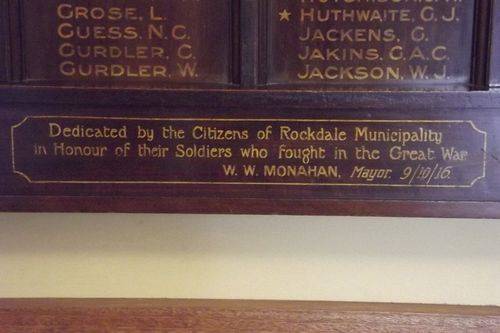 GROSE, L.
GUESS, N.C.
GURDLER, C.
GURDLER, W.
★ HUTHWAITE, G.J.
JACKENS, G.
JAKINS, G.A.C.
JACKSON, W.J.
Dedicated by the Citizens of Rockdale Municipality
in Honour of their Soldiers who fought in the Great War
W. W. MONAHAN, Mayor. 9/10/16.